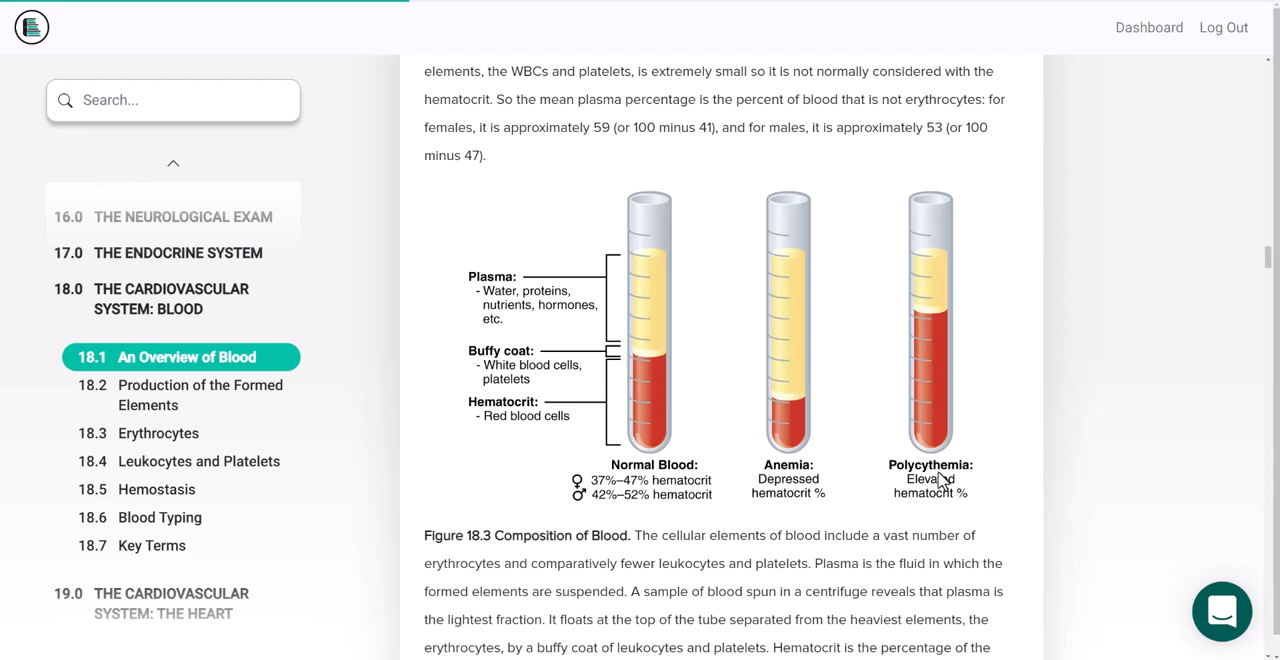 Dashboard Log Out
Search...
16.0 THE NEUROLOGICAL EXAM
17.0 THE ENDOCRINE SYSTEM
18.0 THE CARDIOVASCULAR
SYSTEM: BLOOD
18.1 An Overview of Blood
18.2 Production of the Formed
Elements
18.3 Erythrocytes
18.4 Leukocytes and Platelets
18.5 Hemostasis
18.6 Blood Typing
18.7 Key Terms
19.0 THE CARDIOVASCULAR
SYSTEM: THE HEART
elements, the WBCs and platelets, is extremely small so it is not normally considered with the
hematocrit. So the mean plasma percentage is the percent of blood that is not erythrocytes: for
females, it is approximately 59 (or 100 minus 41), and for males, it is approximately 53 (or 100
minus 47).
Plasma:
- Water, proteins,
nutrients, hormones,
etc.
Buffy coat:
- White blood cells,
platelets
Hematocrit:
- Red blood cells
Normal Blood:
♀ 37%–47% hematocrit
♂ 42%–52% hematocrit
Anemia:
Depressed
hematocrit %
Polycythemia:
Elevated
hematocrit %
Figure 18.3 Composition of Blood. The cellular elements of blood include a vast number of
erythrocytes and comparatively fewer leukocytes and platelets. Plasma is the fluid in which the
formed elements are suspended. A sample of blood spun in a centrifuge reveals that plasma is
the lightest fraction. It floats at the top of the tube separated from the heaviest elements, the
erythrocytes, by a buffy coat of leukocytes and platelets. Hematocrit is the percentage of the